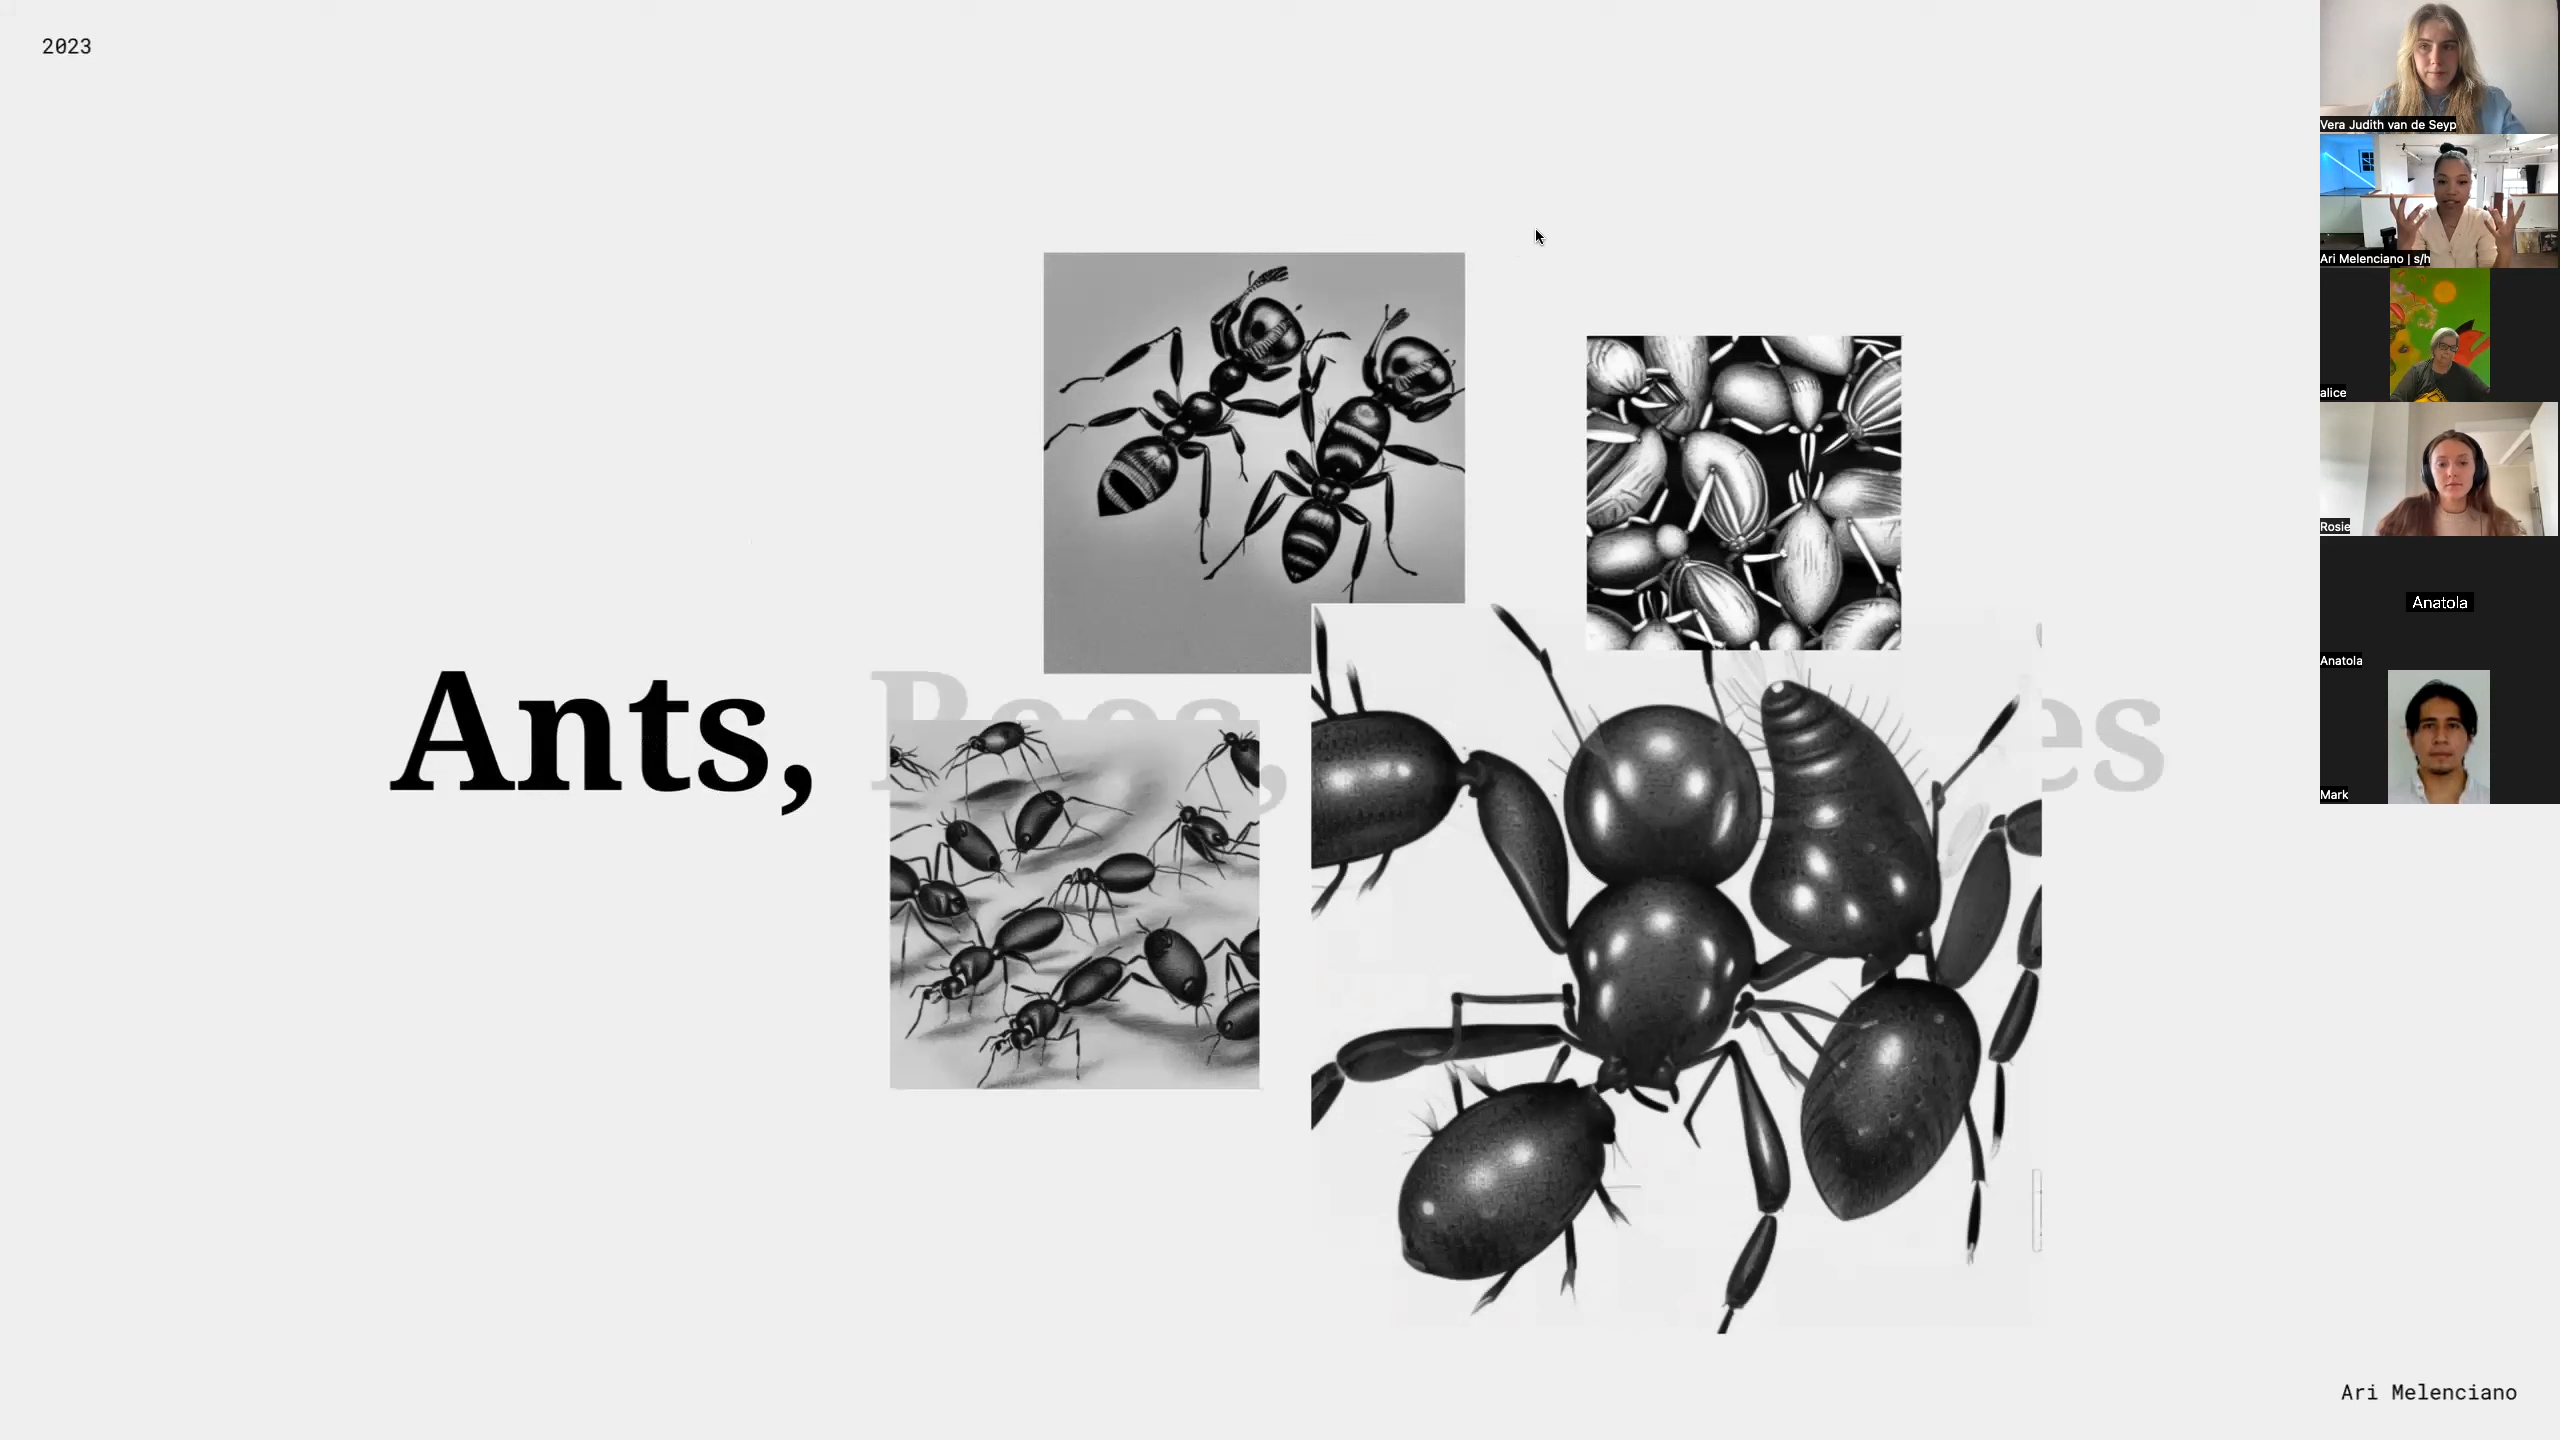 2023
Vera Judith van de Seyp
Ari Melenciano | s/h
alice
Rosie
Anatola
Anatola
Mark
Ants,
Ari Melenciano